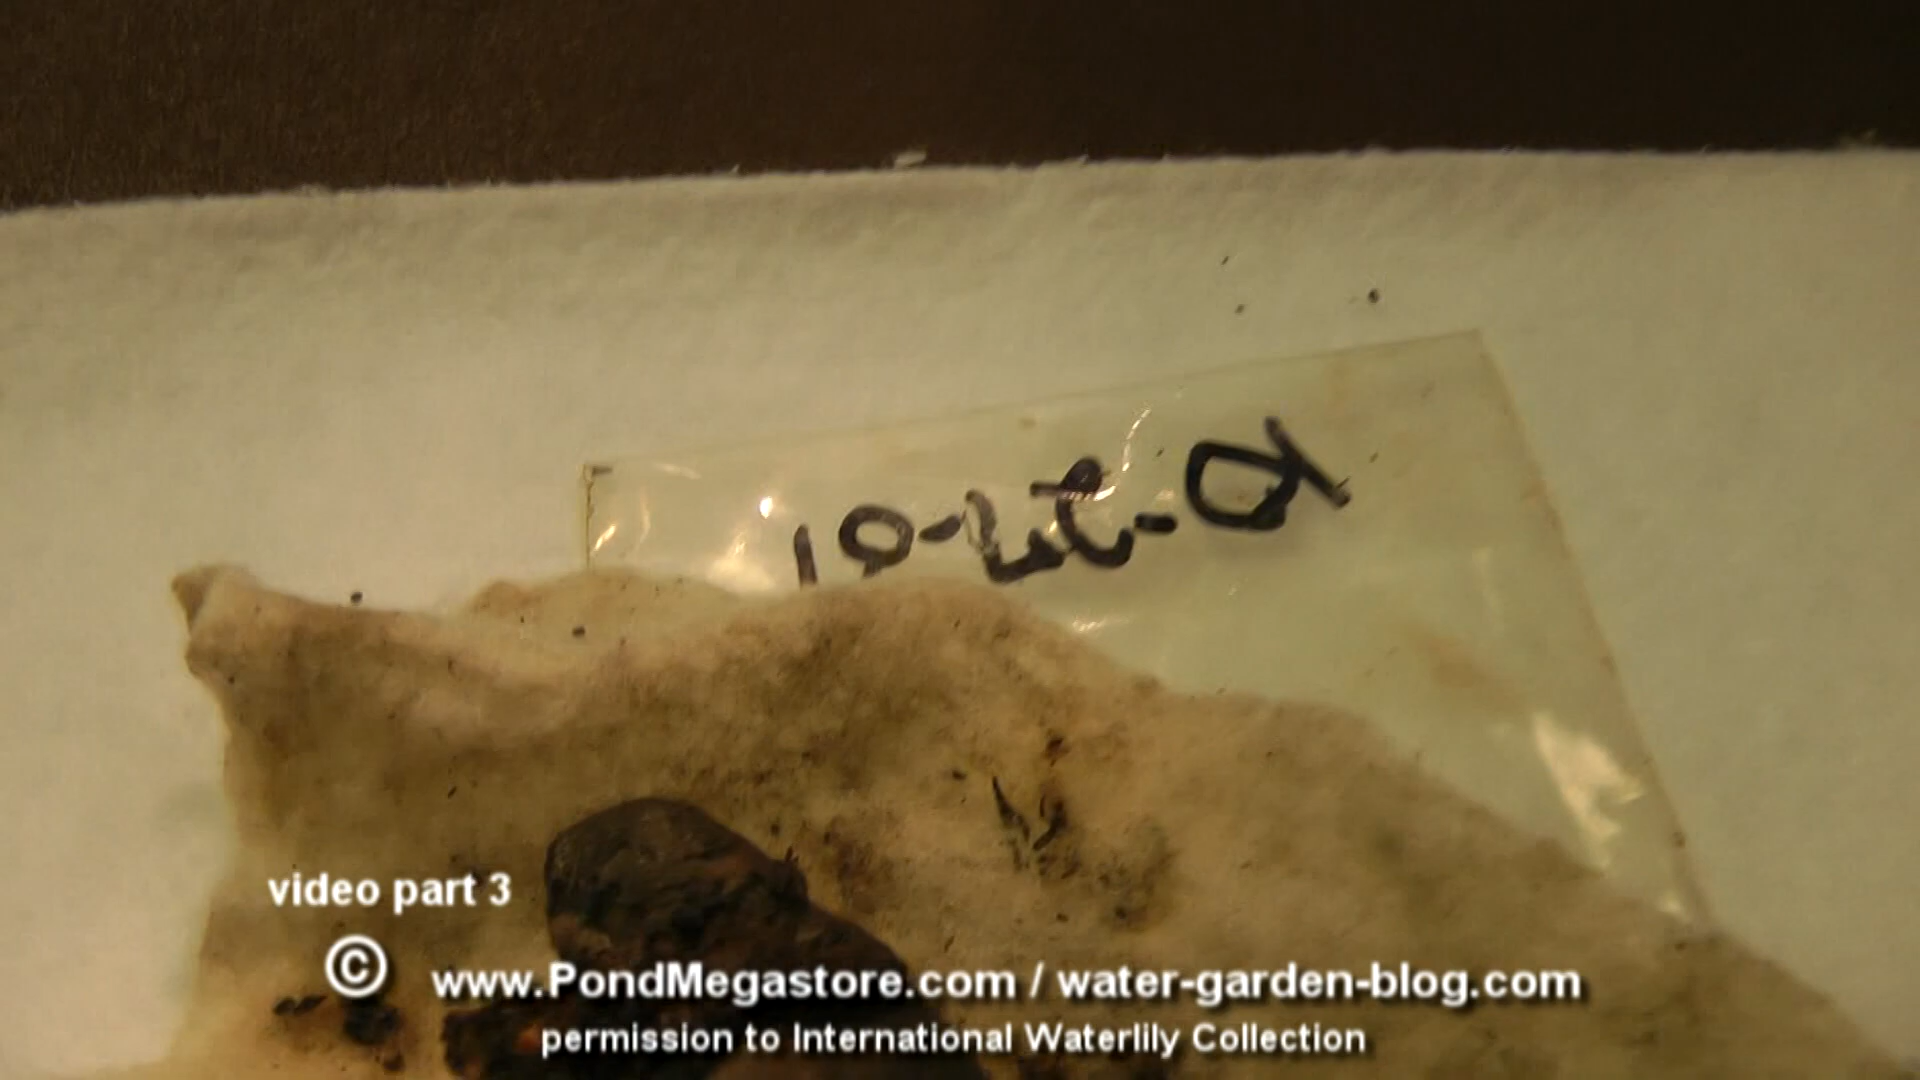 video part 3
© www.PondMegastore.com / water-garden-blog.com
permission to International Waterlily Collection